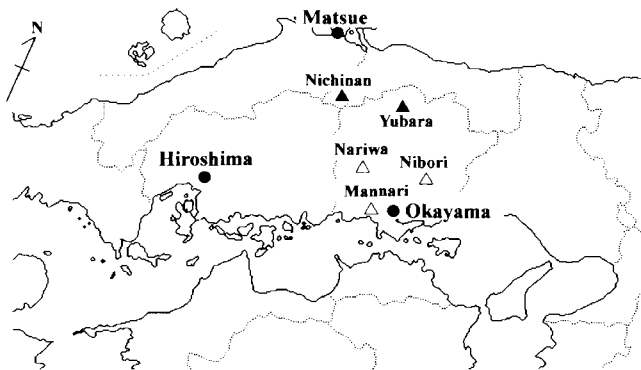 N
Matsue
Nichinan
Yubara
Nariwa
Nibori
Hiroshima
Mannari
Okayama